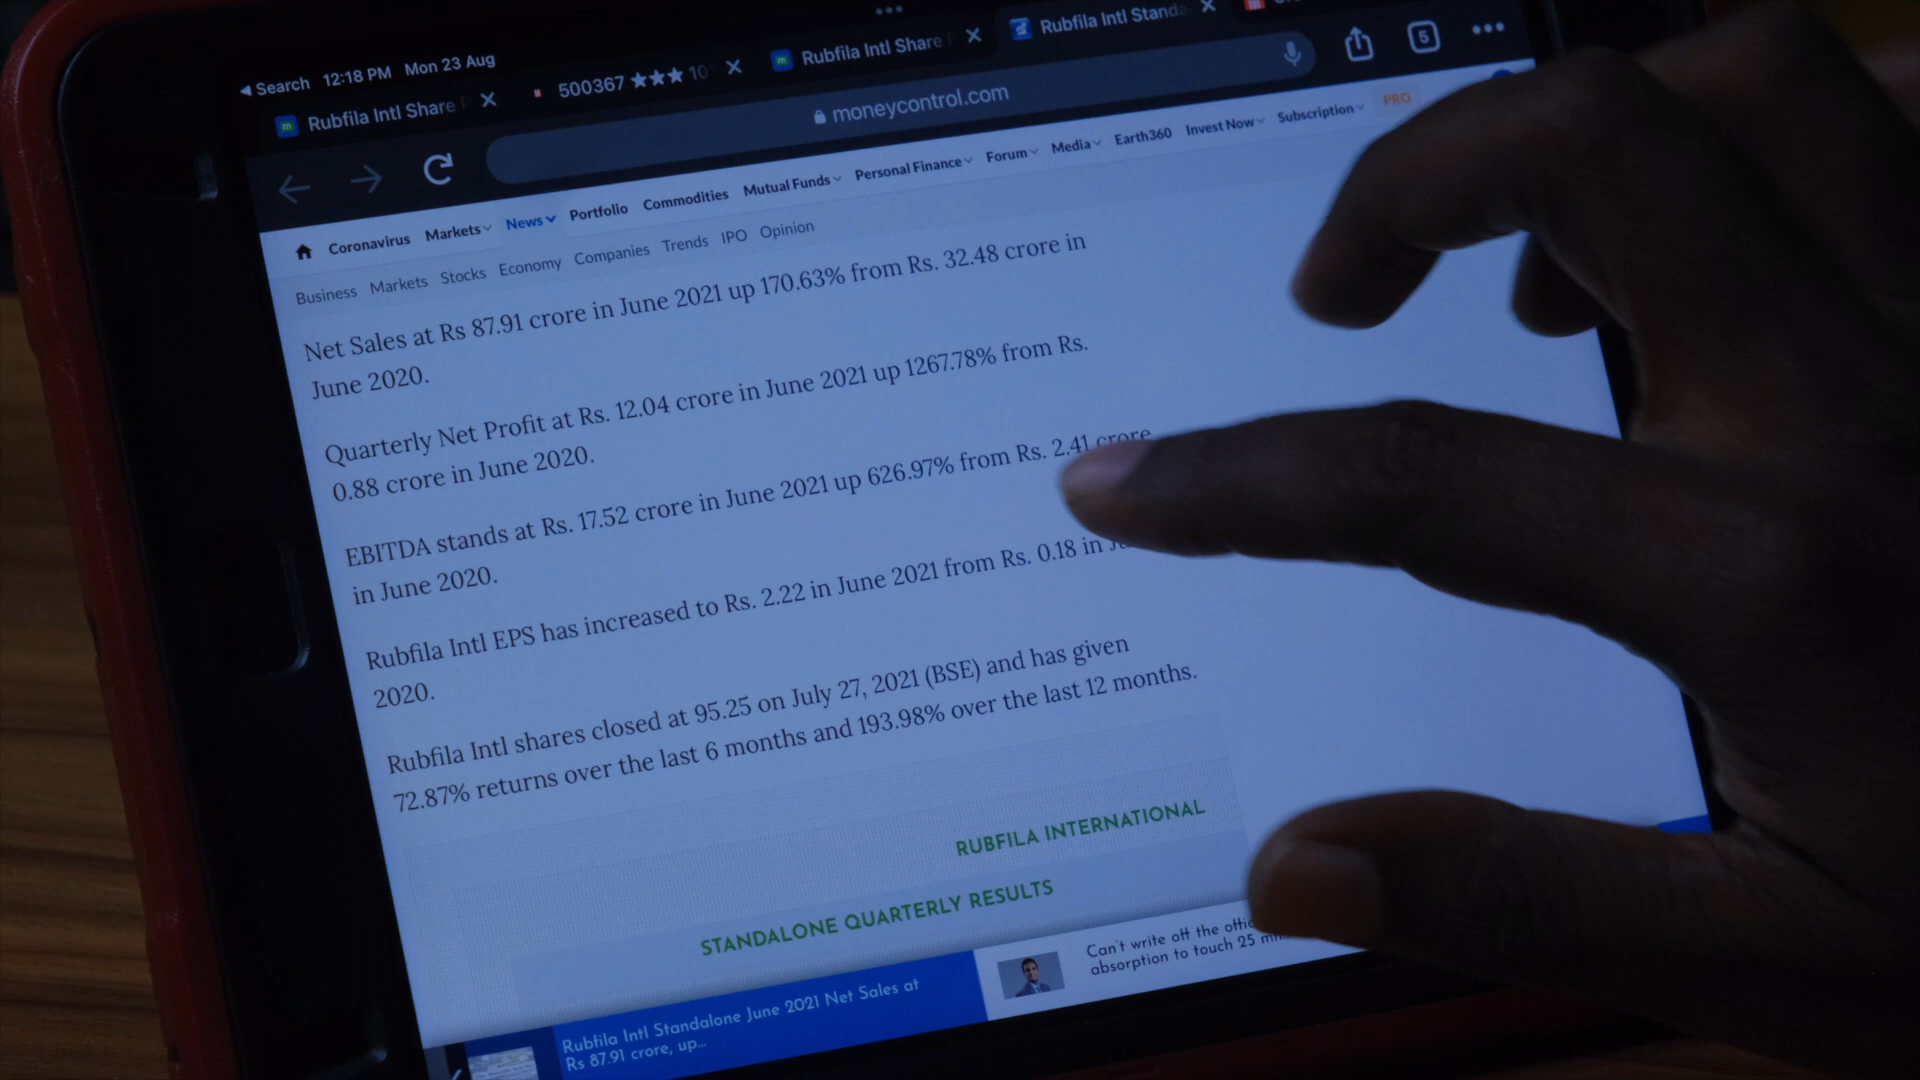 Search 12:18 PM Mon 23 Aug
Rubfila Intl Share
500367 ★★★ 10
Rubfila Intl Share
Rubfila Intl Standa
moneycontrol.com
5
Coronavirus Markets News Portfolio Commodities Mutual Funds Personal Finance Forum Media Earth360 Invest Now Subscription PRO
Business Markets Stocks Economy Companies Trends IPO Opinion
Net Sales at Rs 87.91 crore in June 2021 up 170.63% from Rs. 32.48 crore in
June 2020.
Quarterly Net Profit at Rs. 12.04 crore in June 2021 up 1267.78% from Rs.
0.88 crore in June 2020.
EBITDA stands at Rs. 17.52 crore in June 2021 up 626.97% from Rs. 2.41 crore
in June 2020.
Rubfila Intl EPS has increased to Rs. 2.22 in June 2021 from Rs. 0.18 in
2020.
Rubfila Intl shares closed at 95.25 on July 27, 2021 (BSE) and has given
72.87% returns over the last 6 months and 193.98% over the last 12 months.
RUBFILA INTERNATIONAL
STANDALONE QUARTERLY RESULTS
Rubfila Intl Standalone June 2021 Net Sales at
Rs 87.91 crore, up...
Can't write off the
absorption to touch 25